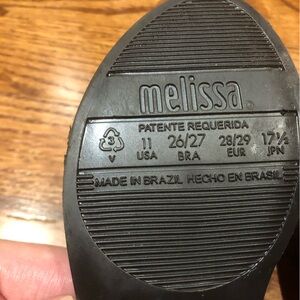 melissa
PATENTE REQUERIDA
3 11 26/27 28/29 17½
V USA BRA EUR JPN
MADE IN BRAZIL HECHO EN BRASIL